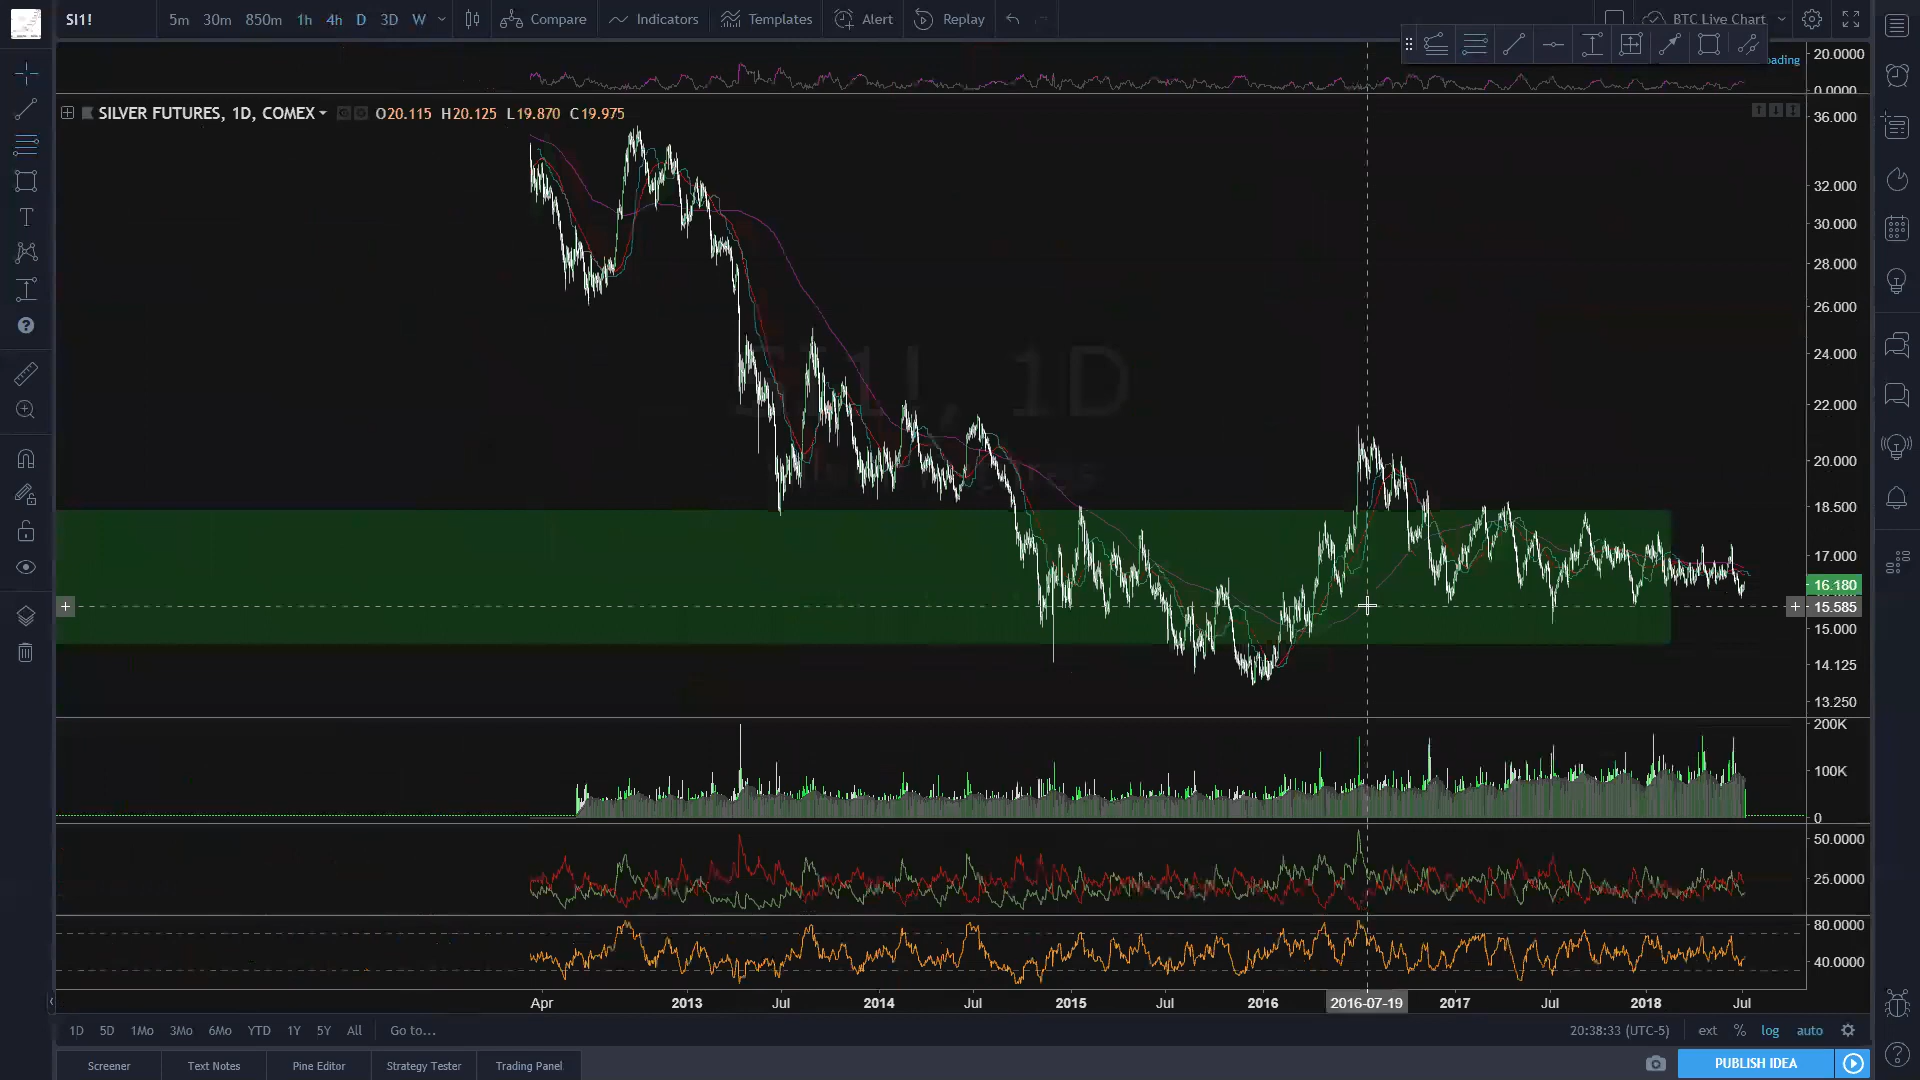 SI1! 5m 30m 850m 1h 4h D 3D W Compare Indicators Templates Alert Replay BTC Live Chart
oading
20.0000
0.0000
SILVER FUTURES, 1D, COMEX O20.115 H20.125 L19.870 C19.975
36.000
32.000
30.000
28.000
26.000
24.000
SI1!, 1D
22.000
20.000
18.500
17.000
16.180
15.585
15.000
14.125
13.250
200K
100K
0
50.0000
25.0000
80.0000
40.0000
Apr 2013 Jul 2014 Jul 2015 Jul 2016 2016-07-19 2017 Jul 2018 Jul
1D 5D 1Mo 3Mo 6Mo YTD 1Y 5Y All Go to... 20:38:33 (UTC-5) ext % log auto
Screener Text Notes Pine Editor Strategy Tester Trading Panel PUBLISH IDEA